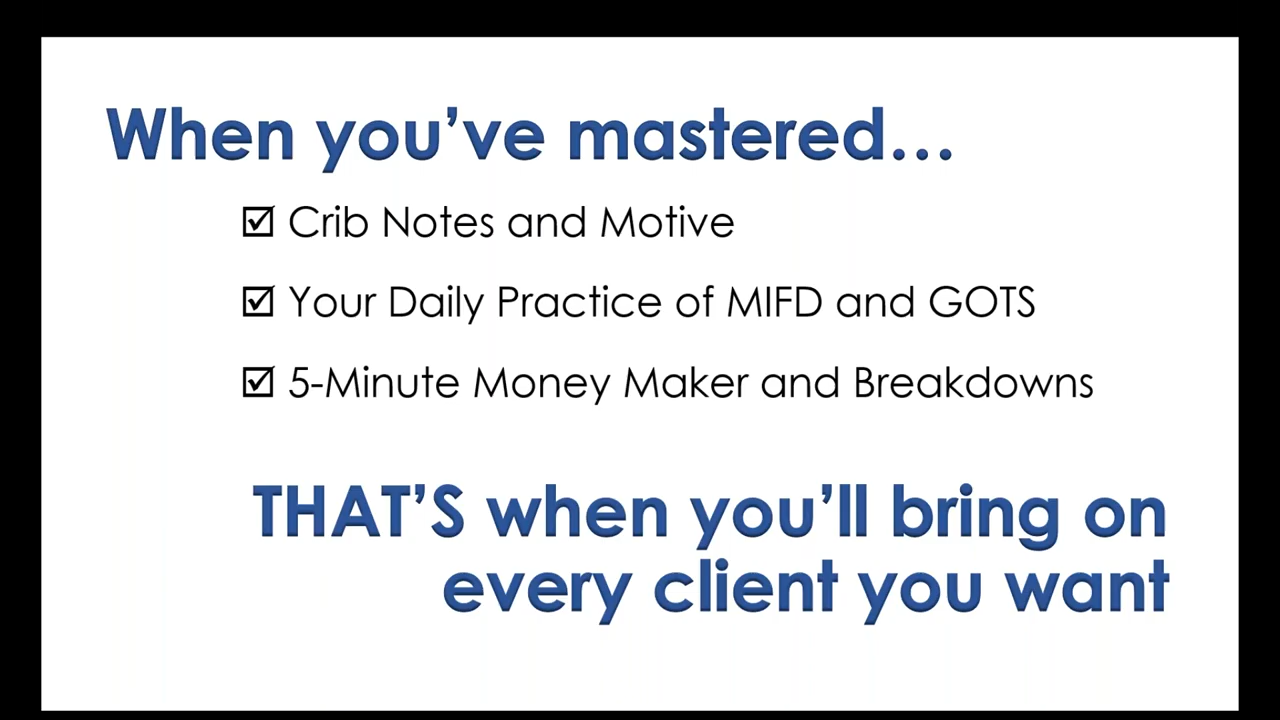 When you've mastered...
☑ Crib Notes and Motive
☑ Your Daily Practice of MIFD and GOTS
☑ 5-Minute Money Maker and Breakdowns
THAT'S when you'll bring on
every client you want